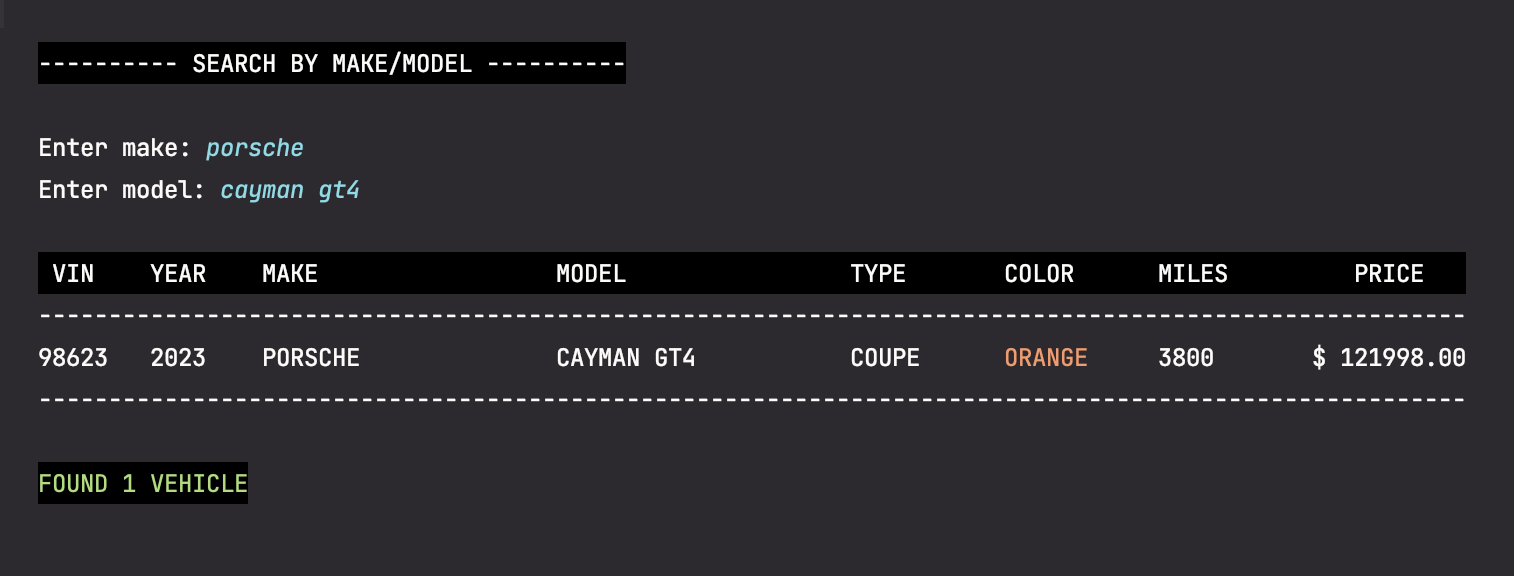 ---------- SEARCH BY MAKE/MODEL ----------
Enter make: porsche
Enter model: cayman gt4
VIN YEAR MAKE MODEL TYPE COLOR MILES PRICE
------------------------------------------------------------------------------------------------------
98623 2023 PORSCHE CAYMAN GT4 COUPE ORANGE 3800 $ 121998.00
------------------------------------------------------------------------------------------------------
FOUND 1 VEHICLE